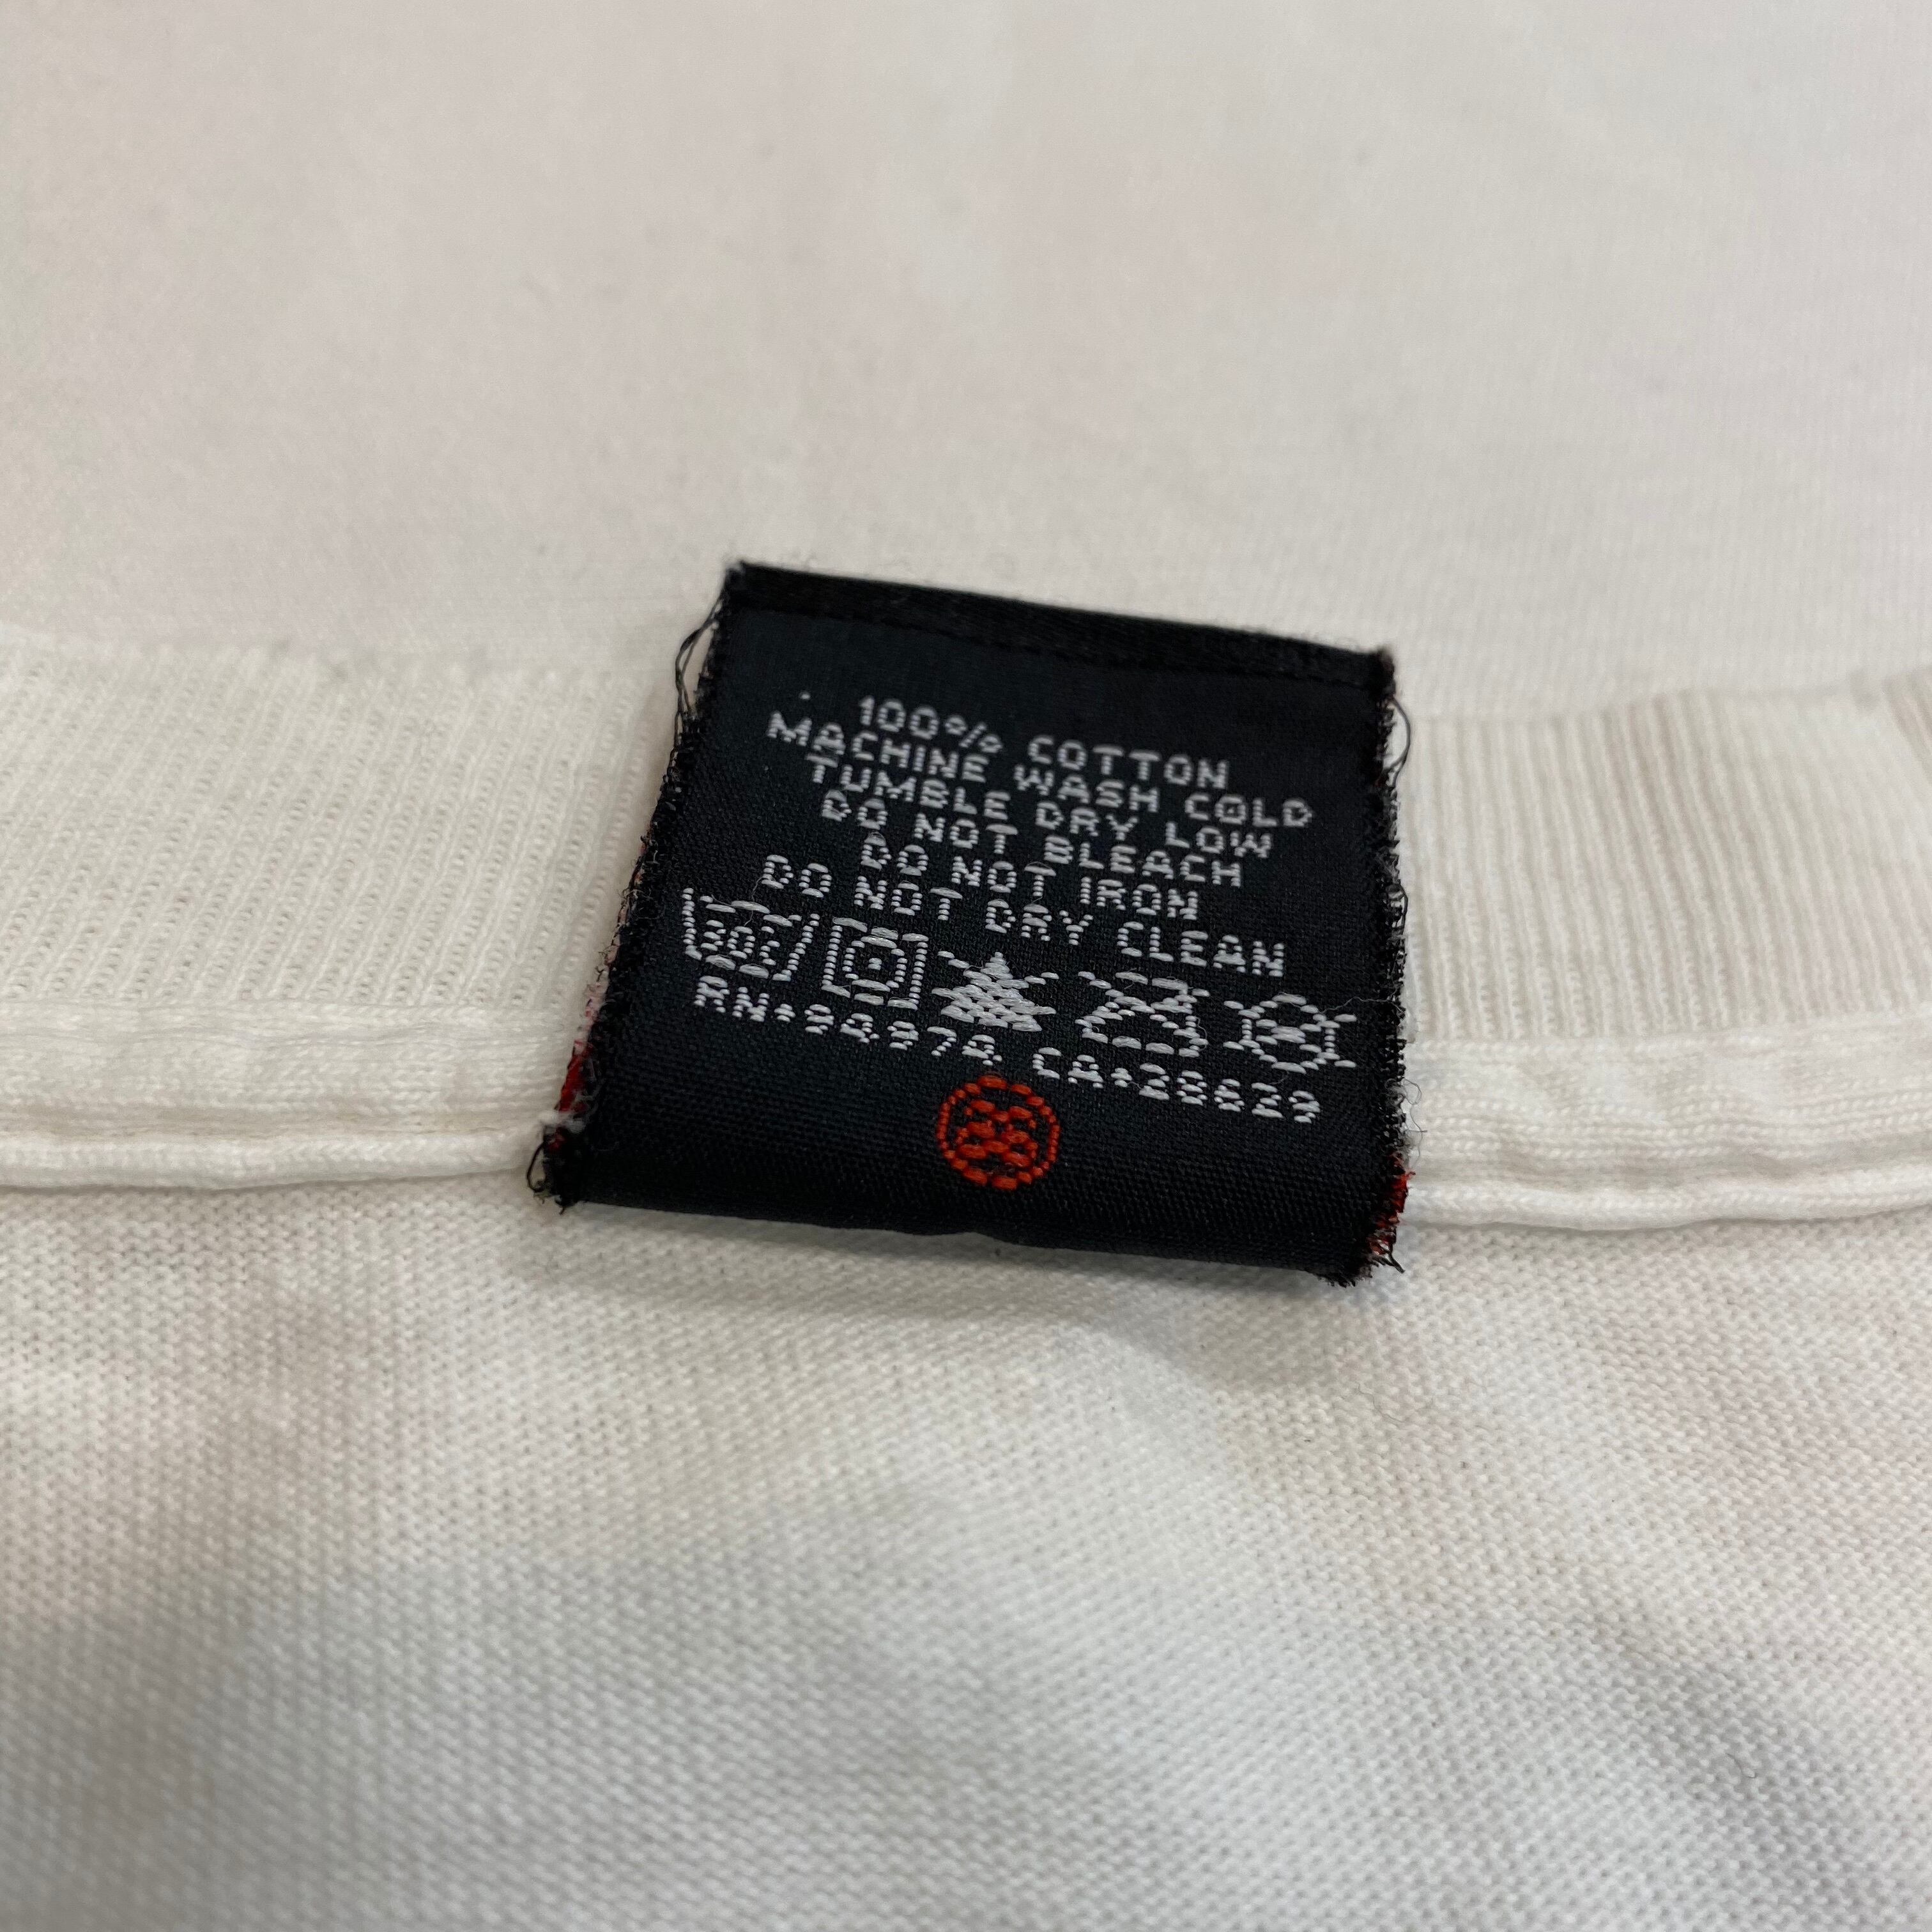 100% COTTON
MACHINE WASH COLD
TUMBLE DRY LOW
DO NOT BLEACH
DO NOT IRON
DO NOT DRY CLEAN
30°
RN#94974 CA#28629